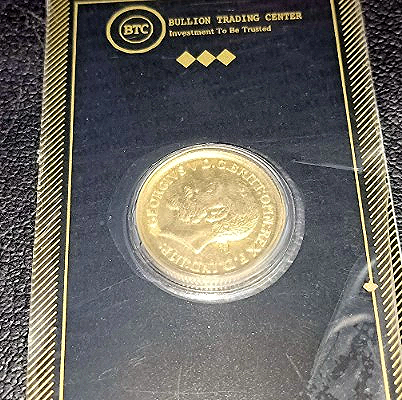 BTC
BULLION TRADING CENTER
Investment To Be Trusted
GEORGIVS V D.G.BRITT:OMN:REX F.D.IND:IMP: